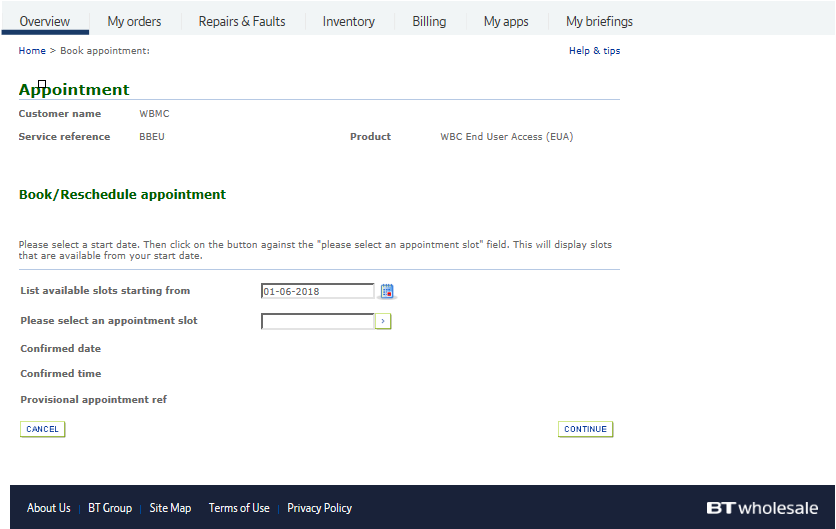 Overview My orders Repairs & Faults Inventory Billing My apps My briefings
Home > Book appointment: Help & tips
Appointment
Customer name WBMC
Service reference BBEU Product WBC End User Access (EUA)
Book/Reschedule appointment
Please select a start date. Then click on the button against the "please select an appointment slot" field. This will display slots
that are available from your start date.
List available slots starting from 01-06-2018
Please select an appointment slot >
Confirmed date
Confirmed time
Provisional appointment ref
CANCEL CONTINUE
About Us | BT Group | Site Map Terms of Use | Privacy Policy BT wholesale